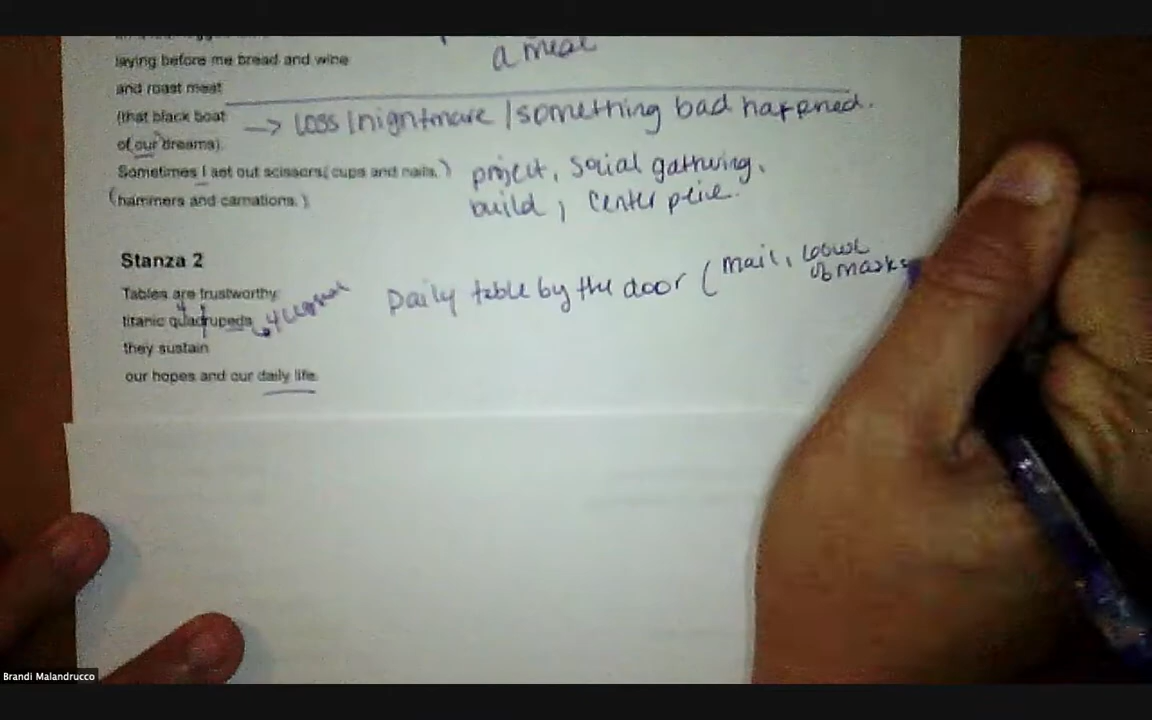 laying before me bread and wine
a meal
and roast meat
(that black boat
→ loss /nightmare /something bad happened.
of our dreams).
Sometimes I set out scissors, (cups and nails,)
project, social gathering,
(hammers and carnations.)
build, center
Stanza 2
Tables are trustworthy:
Daily table by the door (mail,
of masks
titanic quadrupeds,
they sustain
our hopes and our daily life.
Brandi Malandrucco